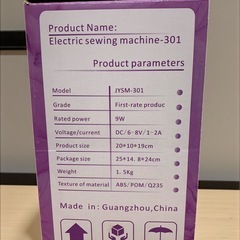 Product Name:
Electric sewing machine-301
Product parameters
Model JYSM-301
Grade First-rate produc
Rated power 9W
Voltage/current DC/6-8V/1-2A
Product size 20*10*19cm
Package size 25*14.8*24cm
Weight 1.5Kg
Texture of material ABS/POM/Q235
Made in: Guangzhou,China